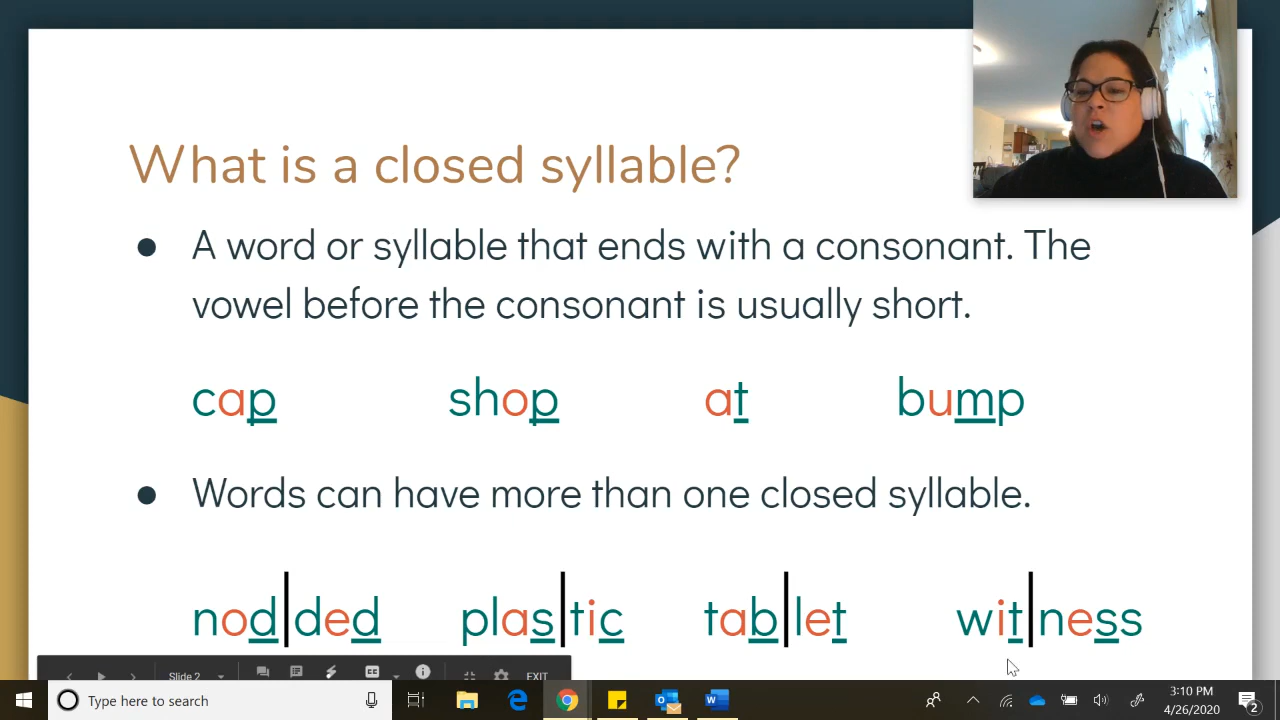 What is a closed syllable?
● A word or syllable that ends with a consonant. The
vowel before the consonant is usually short.
cap shop at bump
● Words can have more than one closed syllable.
nod|ded plas|tic tab|let wit|ness
Slide 2 CC EXIT
Type here to search
3:10 PM
4/26/2020
2